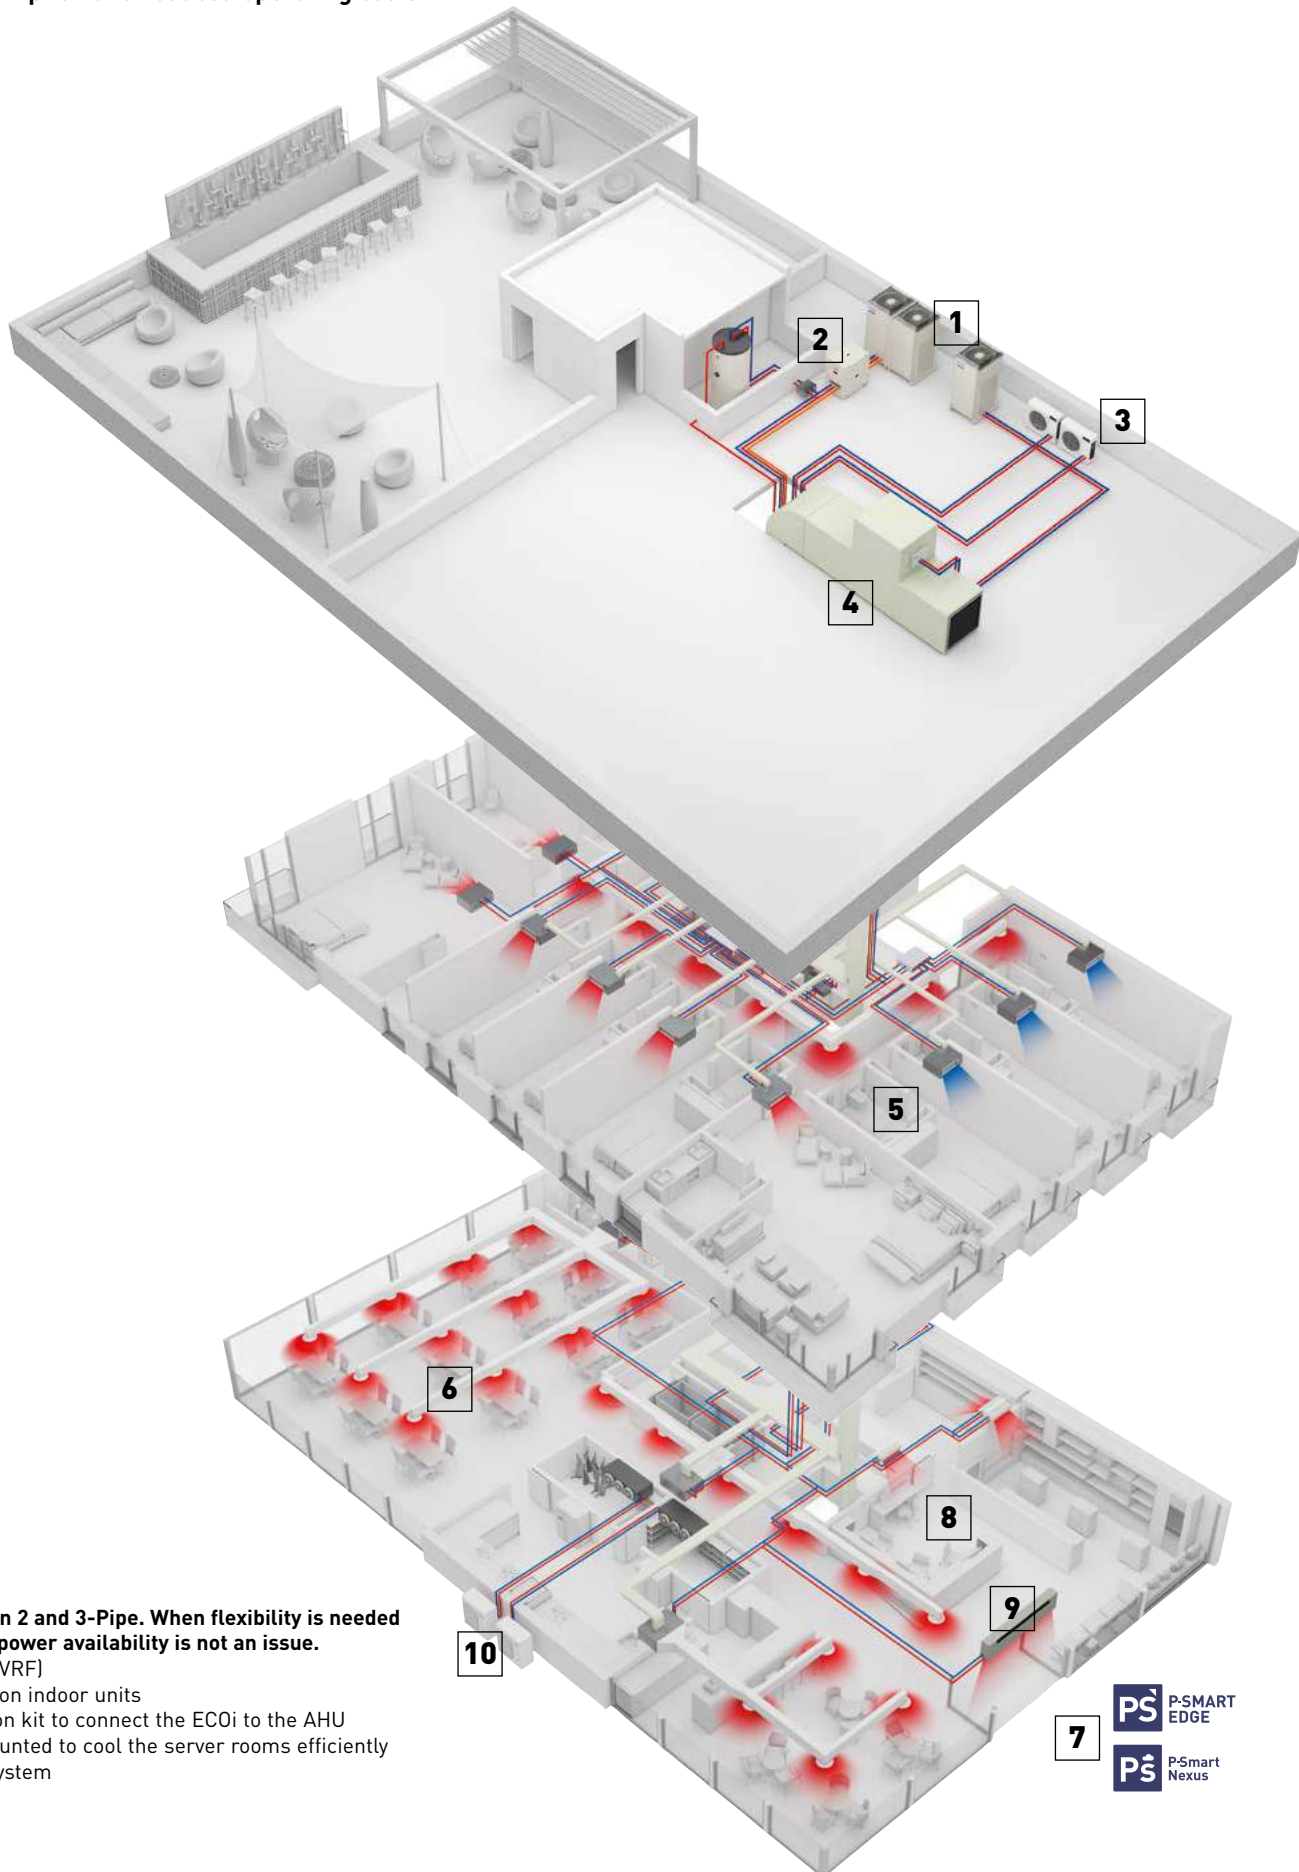 1
2
3
4
5
6
8
9
10
n 2 and 3-Pipe. When flexibility is needed
power availability is not an issue.
VRF)
on indoor units
on kit to connect the ECOi to the AHU
unted to cool the server rooms efficiently
ystem
7
PS P-SMART
EDGE
PS P-Smart
Nexus